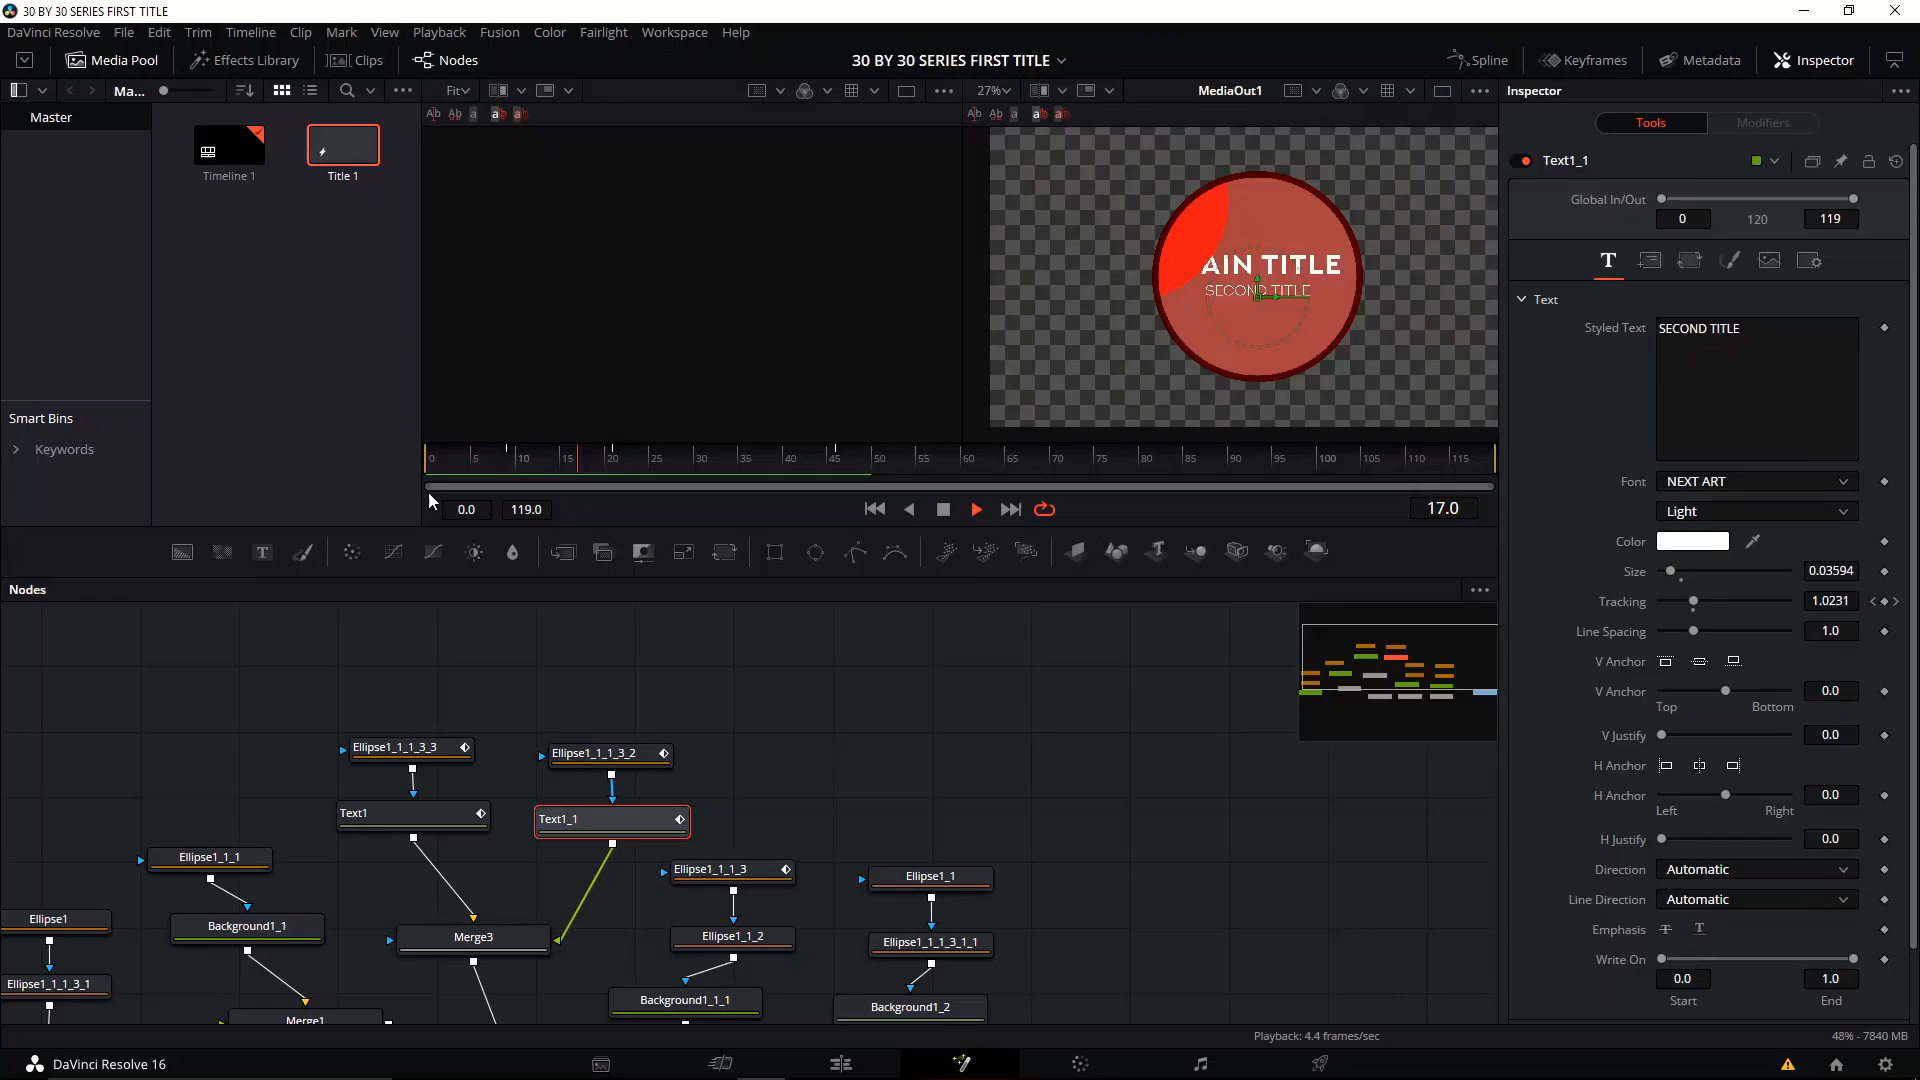 30 BY 30 SERIES FIRST TITLE
DaVinci Resolve File Edit Trim Timeline Clip Mark View Playback Fusion Color Fairlight Workspace Help
Media Pool Effects Library Clips Nodes 30 BY 30 SERIES FIRST TITLE Spline Keyframes Metadata Inspector
Ma... Fit 27% MediaOut1 Inspector
Master
Tools Modifiers
Timeline 1 Title 1
Text1_1
Global In/Out
0 120 119
AIN TITLE
SECOND TITLE
Text
Styled Text SECOND TITLE
Smart Bins
Keywords
0 5 10 15 20 25 30 35 40 45 50 55 60 65 70 75 80 85 90 95 100 105 110 115
0.0 119.0 17.0
Font NEXT ART
Light
Color
Size 0.03594
Tracking 1.0231
Line Spacing 1.0
V Anchor
V Anchor 0.0
Top Bottom
V Justify 0.0
H Anchor
H Anchor 0.0
Left Right
H Justify 0.0
Direction Automatic
Line Direction Automatic
Emphasis
Write On
0.0 1.0
Start End
Nodes
Ellipse1_1_1_3_3 Ellipse1_1_1_3_2
Text1 Text1_1
Ellipse1_1_1 Ellipse1_1_1_3 Ellipse1_1
Ellipse1 Background1_1 Merge3 Ellipse1_1_2 Ellipse1_1_1_3_1_1
Ellipse1_1_1_3_1 Background1_1_1 Background1_2
Merge1
Playback: 4.4 frames/sec 48% - 7840 MB
DaVinci Resolve 16